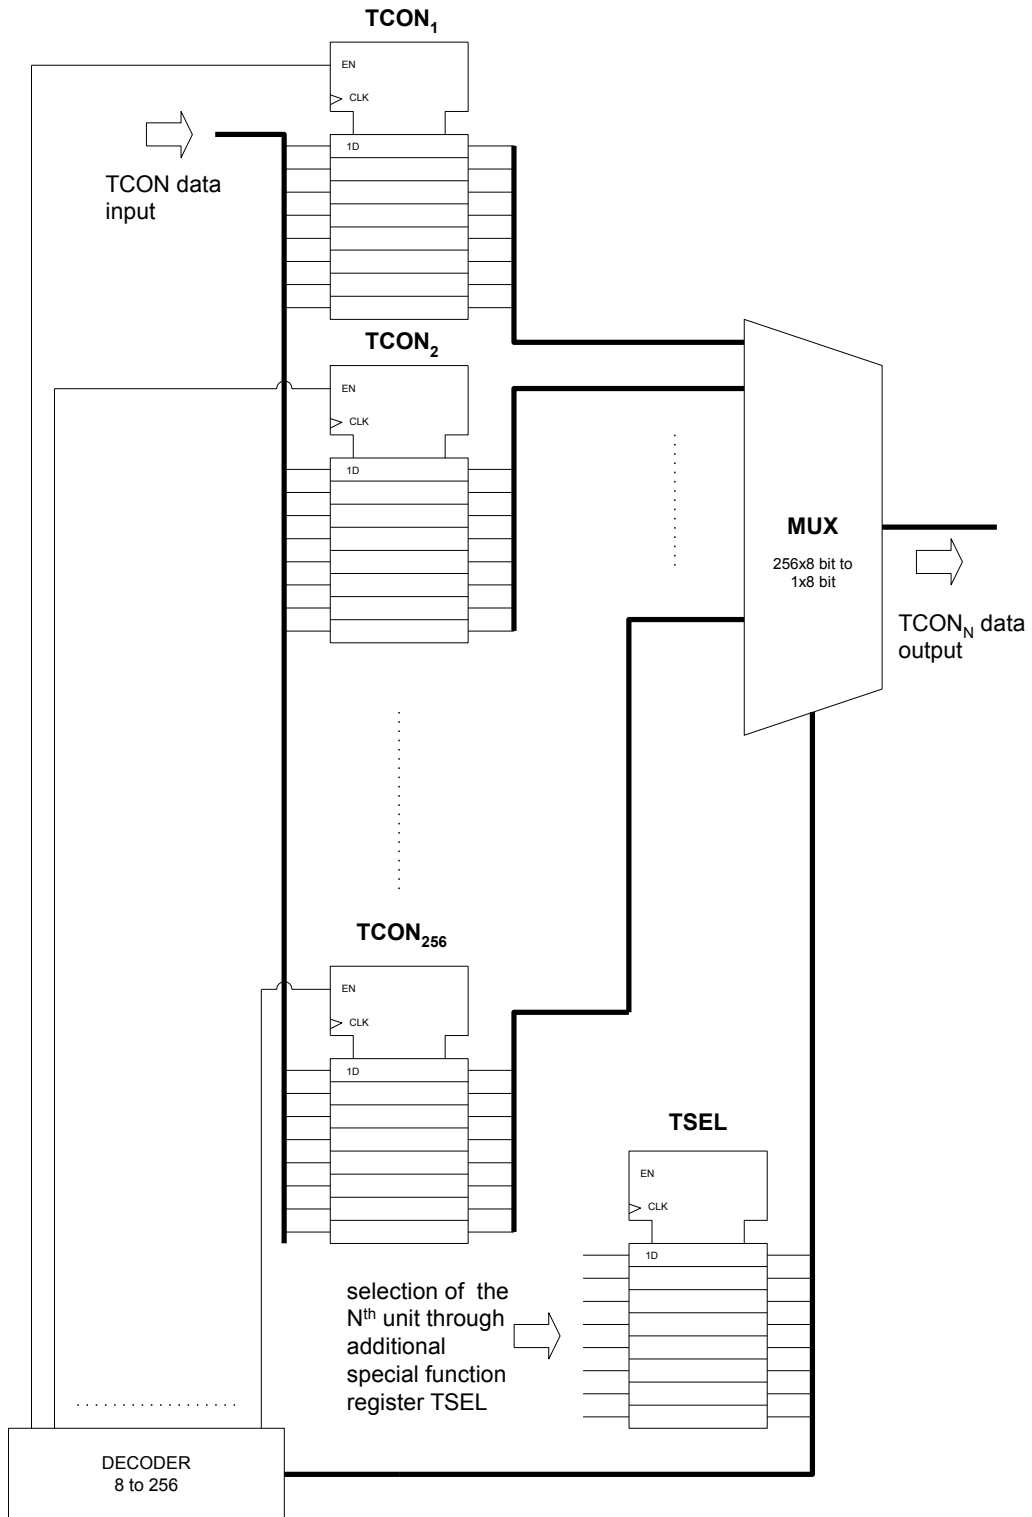 TCON1
EN
CLK
1D
TCON data
input
TCON2
EN
CLK
1D
MUX
256x8 bit to
1x8 bit
TCONN data
output
TCON256
EN
CLK
1D
TSEL
EN
CLK
1D
selection of the
Nth unit through
additional
special function
register TSEL
DECODER
8 to 256